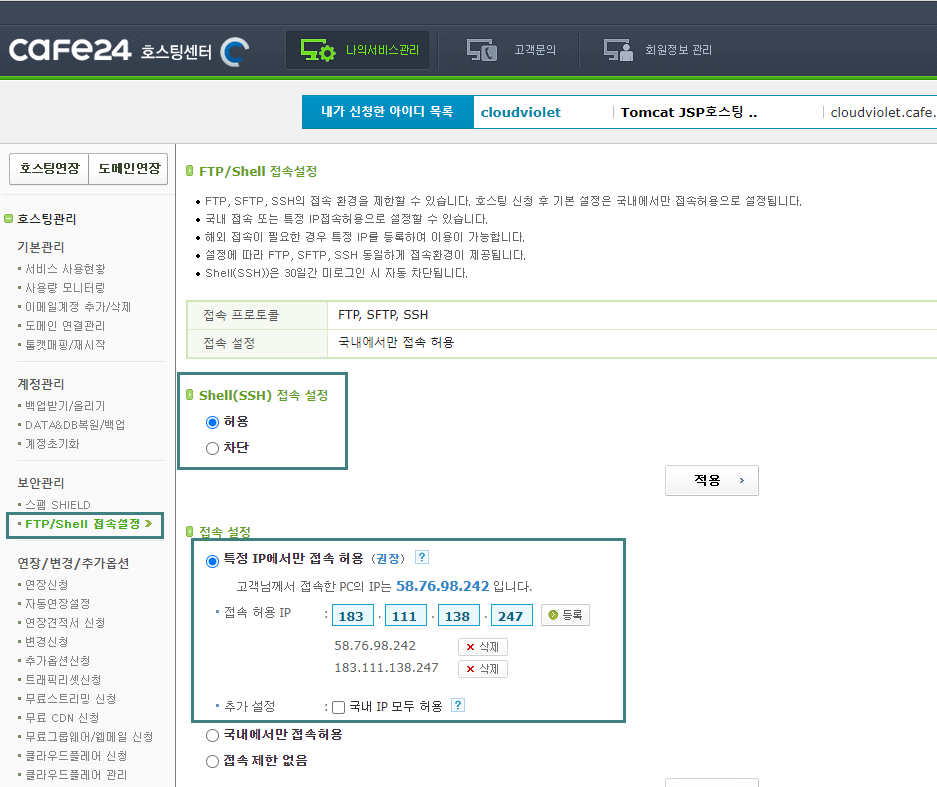 cafe24 호스팅센터
나의서비스관리
고객문의
회원정보 관리
내가 신청한 아이디 목록
cloudviolet
Tomcat JSP호스팅 ..
cloudviolet.cafe.
호스팅연장
도메인연장
호스팅관리
기본관리
서비스 사용현황
사용량 모니터링
이메일계정 추가/삭제
도메인 연결관리
톰캣매핑/재시작
계정관리
백업받기/올리기
DATA&DB복원/백업
계정초기화
보안관리
스팸 SHIELD
FTP/Shell 접속설정
연장/변경/추가옵션
연장신청
자동연장설정
연장견적서 신청
변경신청
추가옵션신청
트래픽리셋신청
무료스트리밍 신청
무료 CDN 신청
무료그룹웨어/웹메일 신청
클라우드플레어 신청
클라우드플레어 관리
FTP/Shell 접속설정
FTP, SFTP, SSH의 접속 환경을 제한할 수 있습니다. 호스팅 신청 후 기본 설정은 국내에서만 접속허용으로 설정됩니다.
국내 접속 또는 특정 IP접속허용으로 설정할 수 있습니다.
해외 접속이 필요한 경우 특정 IP를 등록하여 이용이 가능합니다.
설정에 따라 FTP, SFTP, SSH 동일하게 접속환경이 제공됩니다.
Shell(SSH))은 30일간 미로그인 시 자동 차단됩니다.
접속 프로토콜 FTP, SFTP, SSH
접속 설정 국내에서만 접속 허용
Shell(SSH) 접속 설정
허용
차단
적용 ›
접속 설정
특정 IP에서만 접속 허용 (권장) ?
고객님께서 접속한 PC의 IP는 58.76.98.242 입니다.
접속 허용 IP : 183 . 111 . 138 . 247 등록
58.76.98.242 삭제
183.111.138.247 삭제
추가 설정 : 국내 IP 모두 허용 ?
국내에서만 접속허용
접속 제한 없음